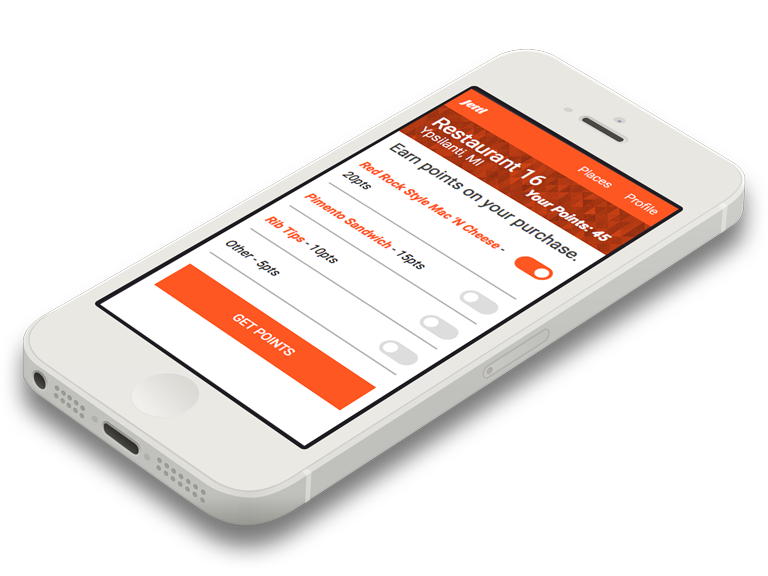 Jettl
Places
Profile
Restaurant 16
Ypsilanti, MI
Your Points: 45
Earn points on your purchase.
Red Rock Style Mac 'N Cheese -
20pts
Pimento Sandwich - 15pts
Rib Tips - 10pts
Other - 5pts
GET POINTS